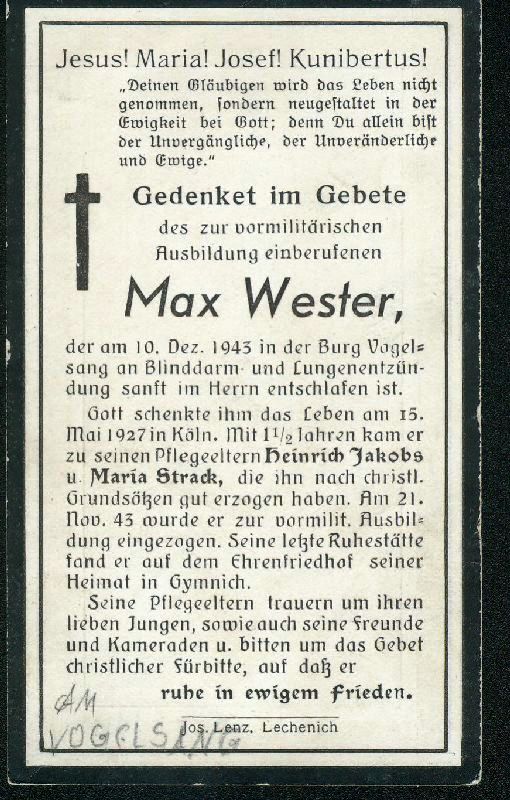 Jesus! Maria! Josef! Kunibertus!
„Deinen Gläubigen wird das Leben nicht
genommen, sondern neugestaltet in der
Ewigkeit bei Gott; denn Du allein bist
der Unvergängliche, der Unveränderliche
und Ewige.“
Gedenket im Gebete
des zur vormilitärischen
Ausbildung einberufenen
Max Wester,
der am 10. Dez. 1943 in der Burg Vogel=
sang an Blinddarm- und Lungenentzün-
dung sanft im Herrn entschlafen ist.
Gott schenkte ihm das Leben am 15.
Mai 1927 in Köln. Mit 1 1/2 Jahren kam er
zu seinen Pflegeeltern Heinrich Jakobs
u. Maria Strack, die ihn nach christl.
Grundsätzen gut erzogen haben. Am 21.
Nov. 43 wurde er zur vormilit. Ausbil=
dung eingezogen. Seine letzte Ruhestätte
fand er auf dem Ehrenfriedhof seiner
Heimat in Gymnich.
Seine Pflegeeltern trauern um ihren
lieben Jungen, sowie auch seine Freunde
und Kameraden u. bitten um das Gebet
christlicher Fürbitte, auf daß er
ruhe in ewigem Frieden.
Jos. Lenz, Lechenich
AM
VOGELSANG